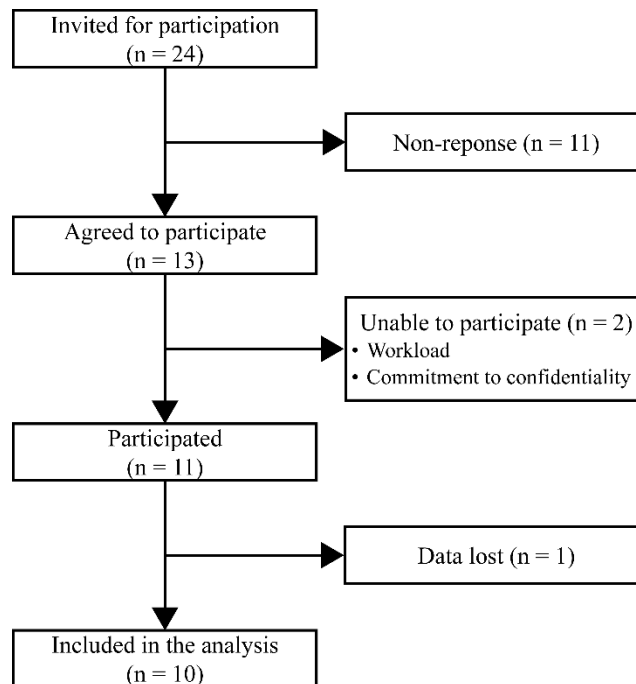 Invited for participation
(n = 24)
Non-reponse (n = 11)
Agreed to participate
(n = 13)
Unable to participate (n = 2)
• Workload
• Commitment to confidentiality
Participated
(n = 11)
Data lost (n = 1)
Included in the analysis
(n = 10)